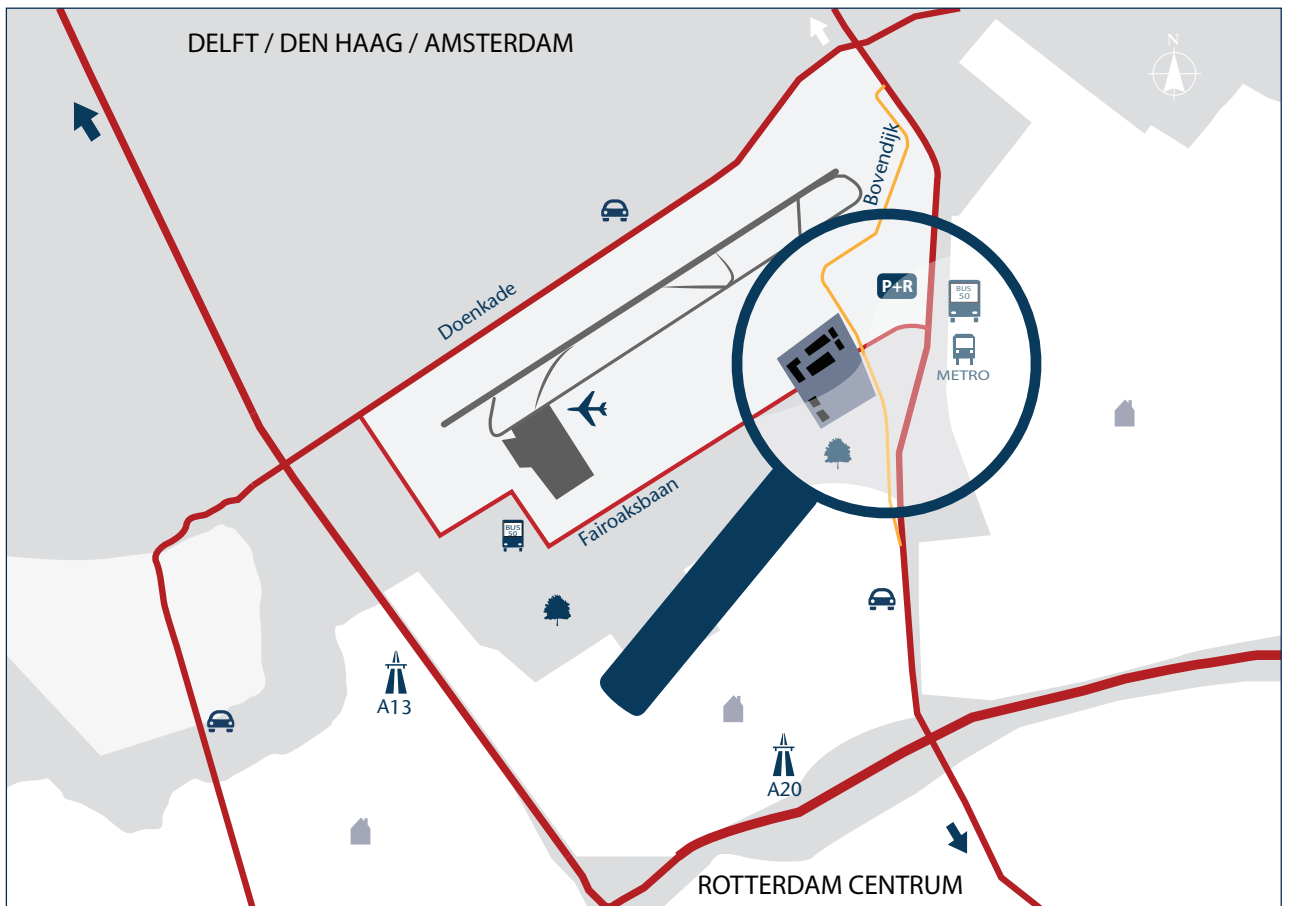 DELFT / DEN HAAG / AMSTERDAM
N
Bovendijk
Doenkade
P+R
BUS
50
METRO
Fairoaksbaan
BUS
50
A13
A20
ROTTERDAM CENTRUM